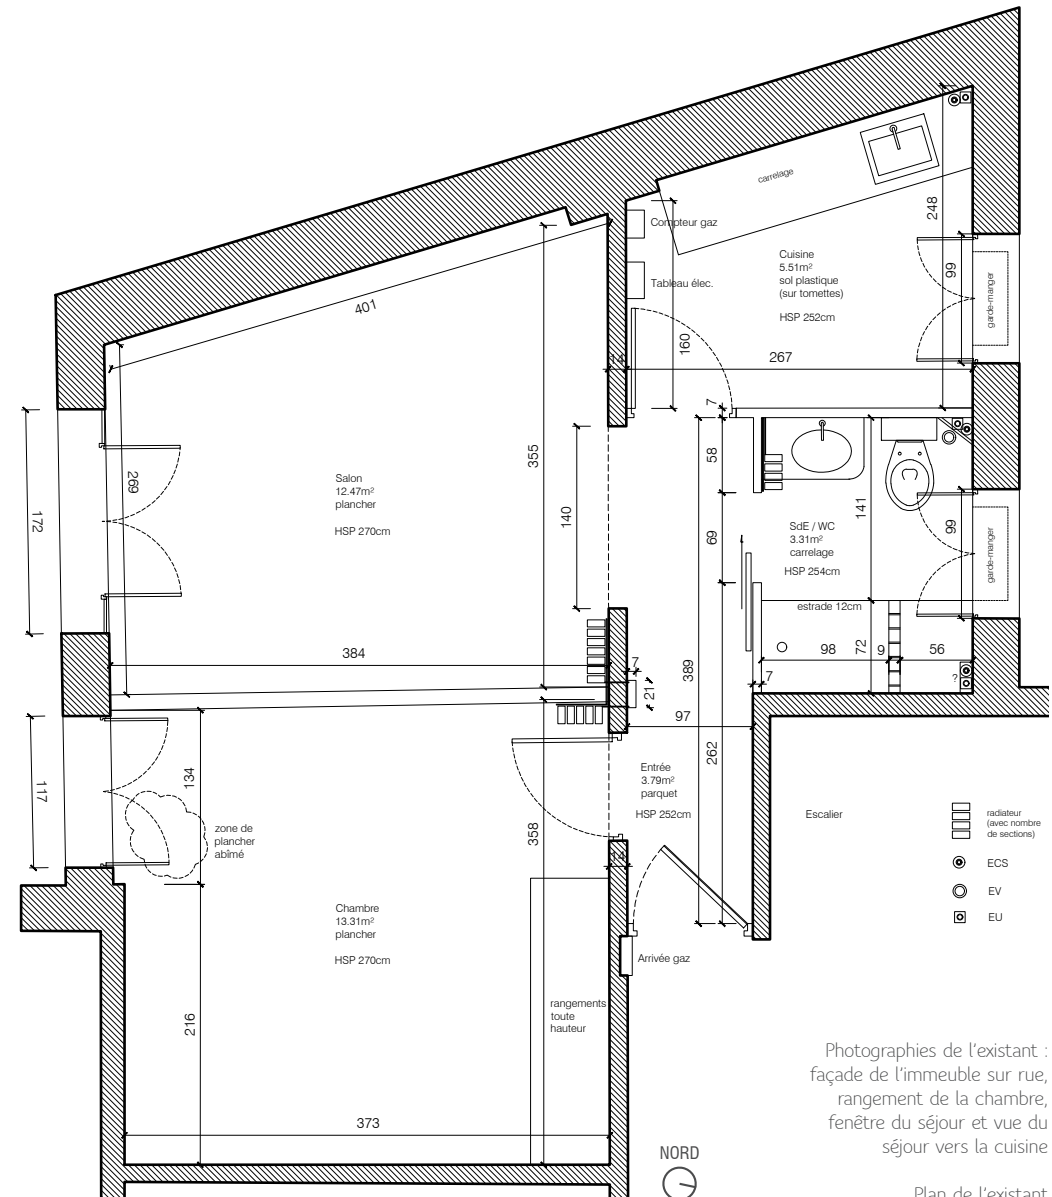 carrelage
248
Compteur gaz
Cuisine
5.51m²
sol plastique
(sur tomettes)
HSP 252cm
99
garde-manger
Tableau élec.
401
160
14
267
7
355
58
269
Salon
12.47m²
plancher
HSP 270cm
172
140
69
141
SdE / WC
3.31m²
carrelage
HSP 254cm
99
garde-manger
estrade 12cm
384
7
389
98
72
9
56
21
7
?
97
134
262
Entrée
3.79m²
parquet
HSP 252cm
117
358
Escalier
radiateur
(avec nombre
de sections)
zone de
plancher
abîmé
14
ECS
EV
EU
Chambre
13.31m²
plancher
HSP 270cm
Arrivée gaz
rangements
toute
hauteur
216
373
NORD
Photographies de l'existant :
façade de l'immeuble sur rue,
rangement de la chambre,
fenêtre du séjour et vue du
séjour vers la cuisine
Plan de l'existant